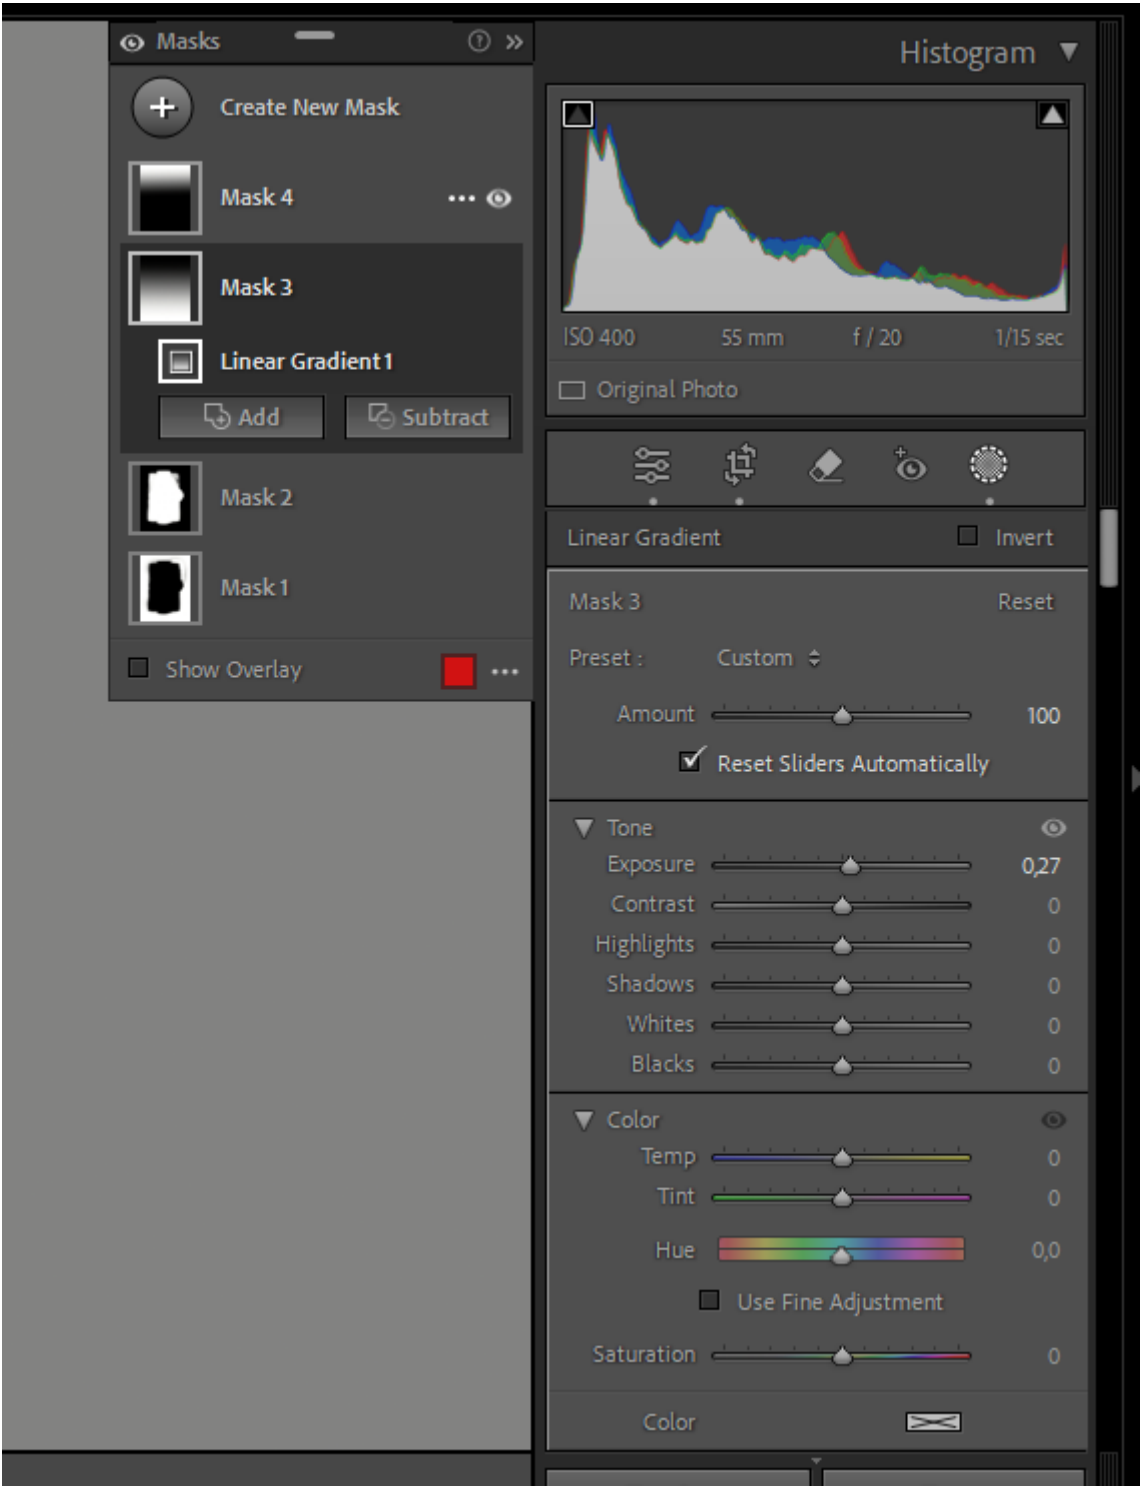 Masks
Create New Mask
Mask 4
Mask 3
Linear Gradient 1
Add Subtract
Mask 2
Mask 1
Show Overlay
Histogram
ISO 400 55 mm f / 20 1/15 sec
Original Photo
Linear Gradient Invert
Mask 3 Reset
Preset : Custom
Amount 100
Reset Sliders Automatically
Tone
Exposure 0,27
Contrast 0
Highlights 0
Shadows 0
Whites 0
Blacks 0
Color
Temp 0
Tint 0
Hue 0,0
Use Fine Adjustment
Saturation 0
Color